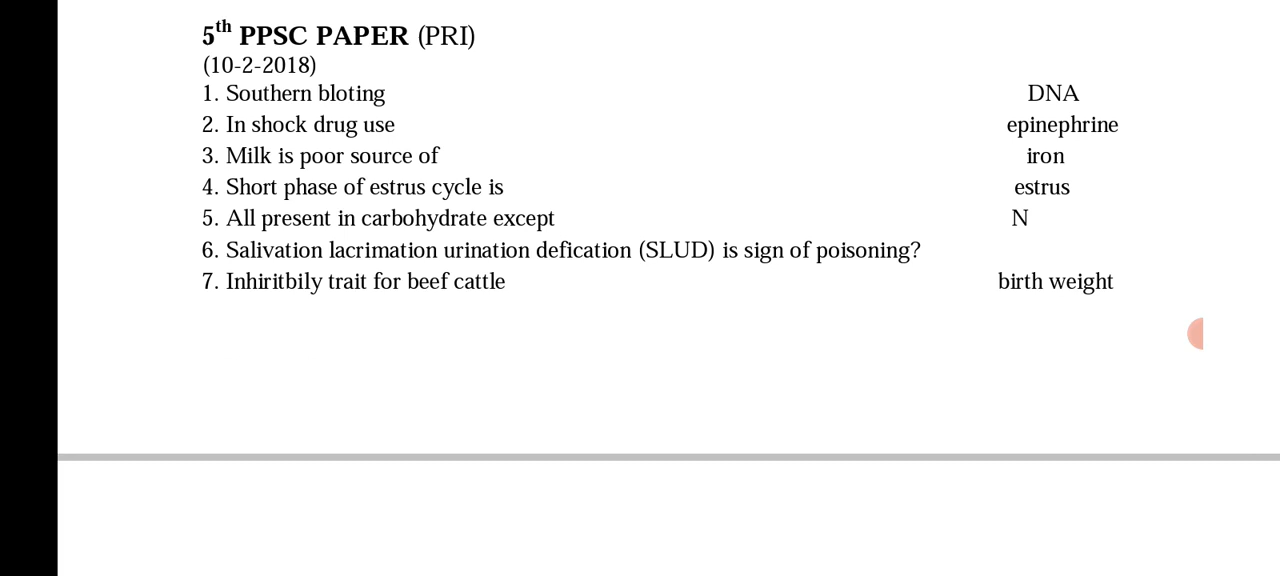 5th PPSC PAPER (PRI)
(10-2-2018)
1. Southern bloting DNA
2. In shock drug use epinephrine
3. Milk is poor source of iron
4. Short phase of estrus cycle is estrus
5. All present in carbohydrate except N
6. Salivation lacrimation urination defication (SLUD) is sign of poisoning?
7. Inhiritbily trait for beef cattle birth weight